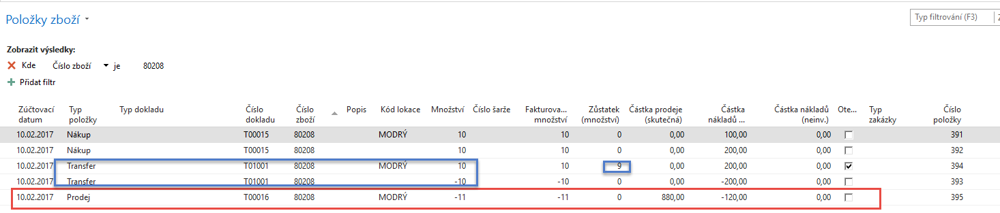 Položky zboží
Typ filtrování (F3)
Zobrazit výsledky:
Kde Číslo zboží je 80208
Přidat filtr
Zúčtovací datum Typ položky Typ dokladu Číslo dokladu Číslo zboží Popis Kód lokace Množství Číslo šarže Fakturova... množství Zůstatek (množství) Částka prodeje (skutečná) Částka nákladů ... Částka nákladů (neinv.) Ote... Typ zakázky Číslo položky
10.02.2017 Nákup T00015 80208 MODRÝ 10 10 0 0,00 100,00 0,00 391
10.02.2017 Nákup T00015 80208 10 10 0 0,00 200,00 0,00 392
10.02.2017 Transfer T01001 80208 MODRÝ 10 10 9 0,00 200,00 0,00 394
10.02.2017 Transfer T01001 80208 -10 -10 0 0,00 -200,00 0,00 393
10.02.2017 Prodej T00016 80208 MODRÝ -11 -11 0 880,00 -120,00 0,00 395